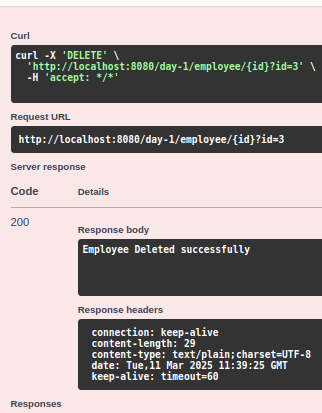 Curl
curl -X 'DELETE' \
'http://localhost:8080/day-1/employee/{id}?id=3' \
-H 'accept: */*'
Request URL
http://localhost:8080/day-1/employee/{id}?id=3
Server response
Code Details
200
Response body
Employee Deleted successfully
Response headers
connection: keep-alive
content-length: 29
content-type: text/plain;charset=UTF-8
date: Tue,11 Mar 2025 11:39:25 GMT
keep-alive: timeout=60
Responses